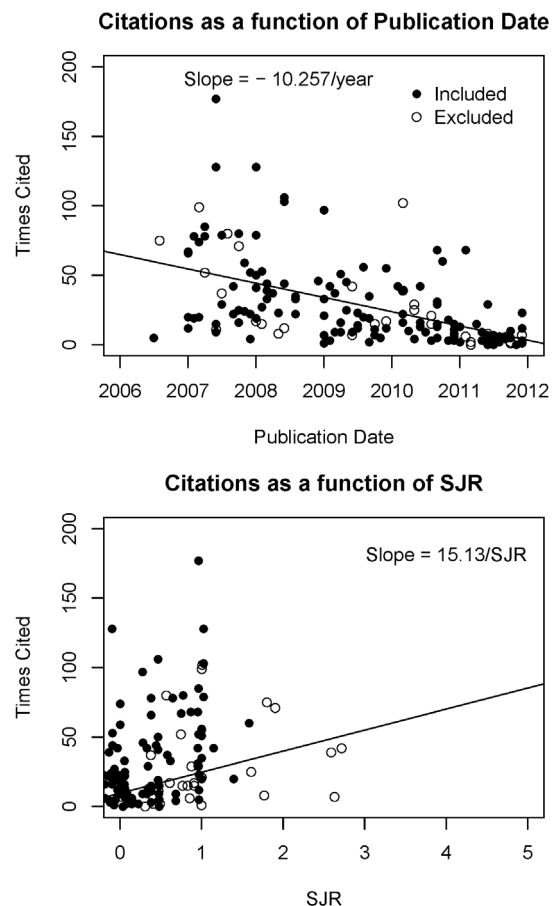 Citations as a function of Publication Date
Slope = − 10.257/year
Included
Excluded
200
150
100
50
0
Times Cited
2006 2007 2008 2009 2010 2011 2012
Publication Date
Citations as a function of SJR
Slope = 15.13/SJR
200
150
100
50
0
Times Cited
0 1 2 3 4 5
SJR